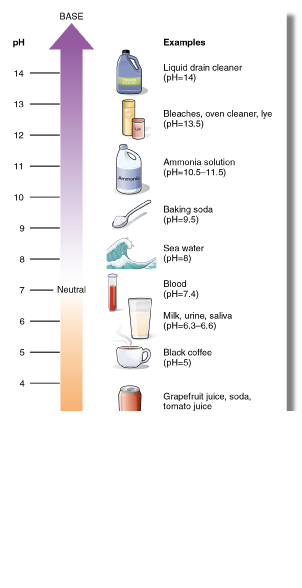 BASE
pH
Examples
14
Liquid drain cleaner
(pH=14)
13
Bleaches, oven cleaner, lye
(pH=13.5)
Lye
12
11
Ammonia solution
(pH=10.5–11.5)
Ammonia
10
Baking soda
(pH=9.5)
9
8
Sea water
(pH=8)
7
Neutral
Blood
(pH=7.4)
6
Milk, urine, saliva
(pH=6.3–6.6)
5
Black coffee
(pH=5)
4
Grapefruit juice, soda,
tomato juice